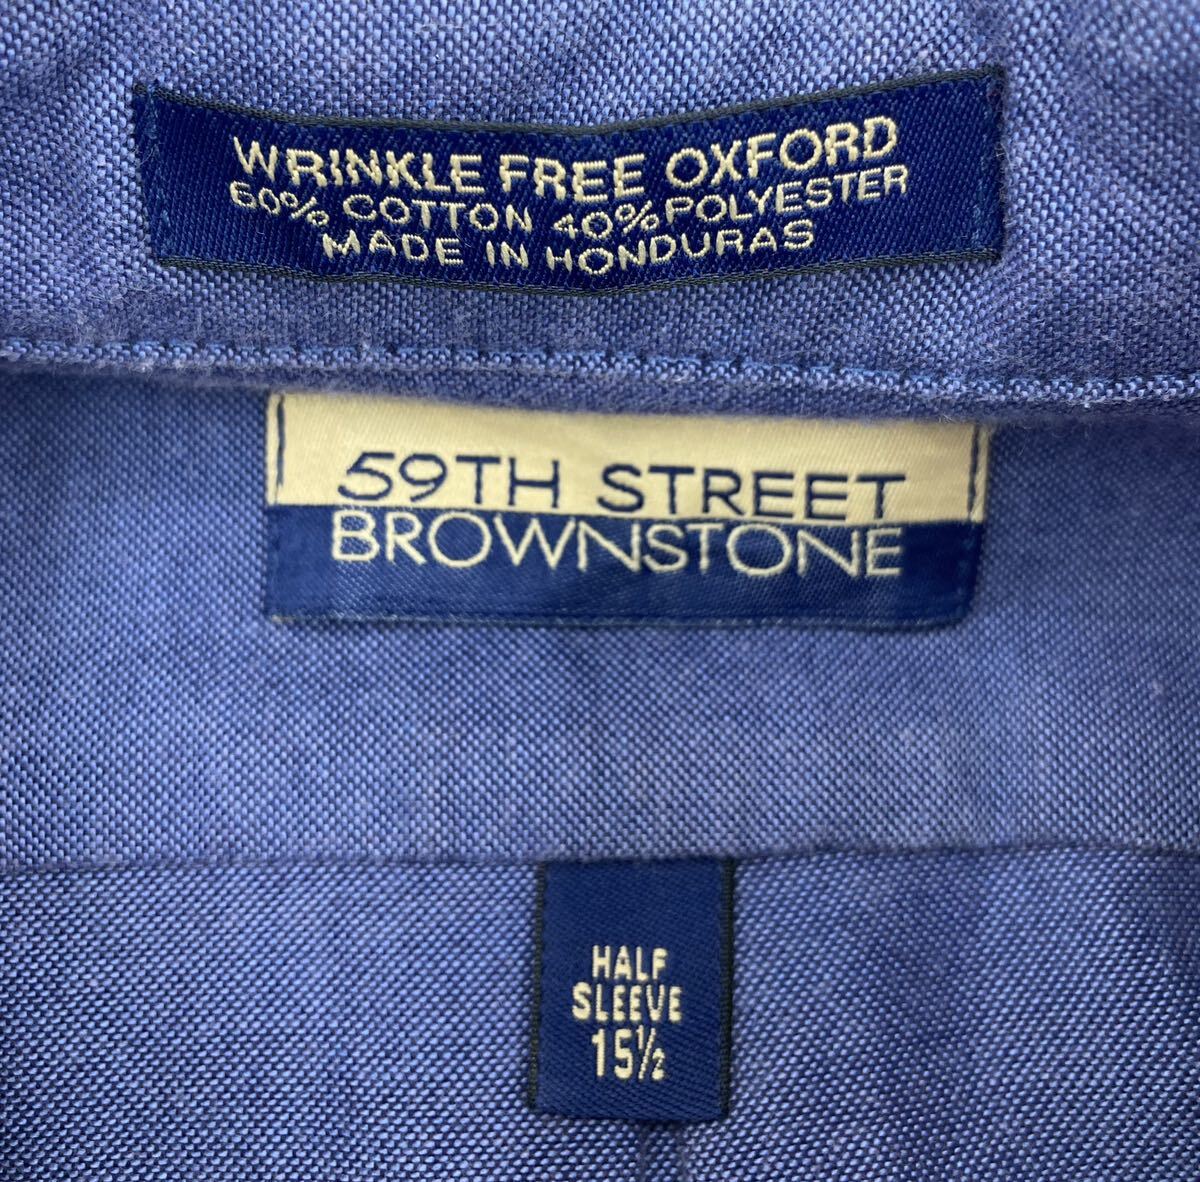 WRINKLE FREE OXFORD
60% COTTON 40% POLYESTER
MADE IN HONDURAS
59TH STREET
BROWNSTONE
HALF
SLEEVE
15½